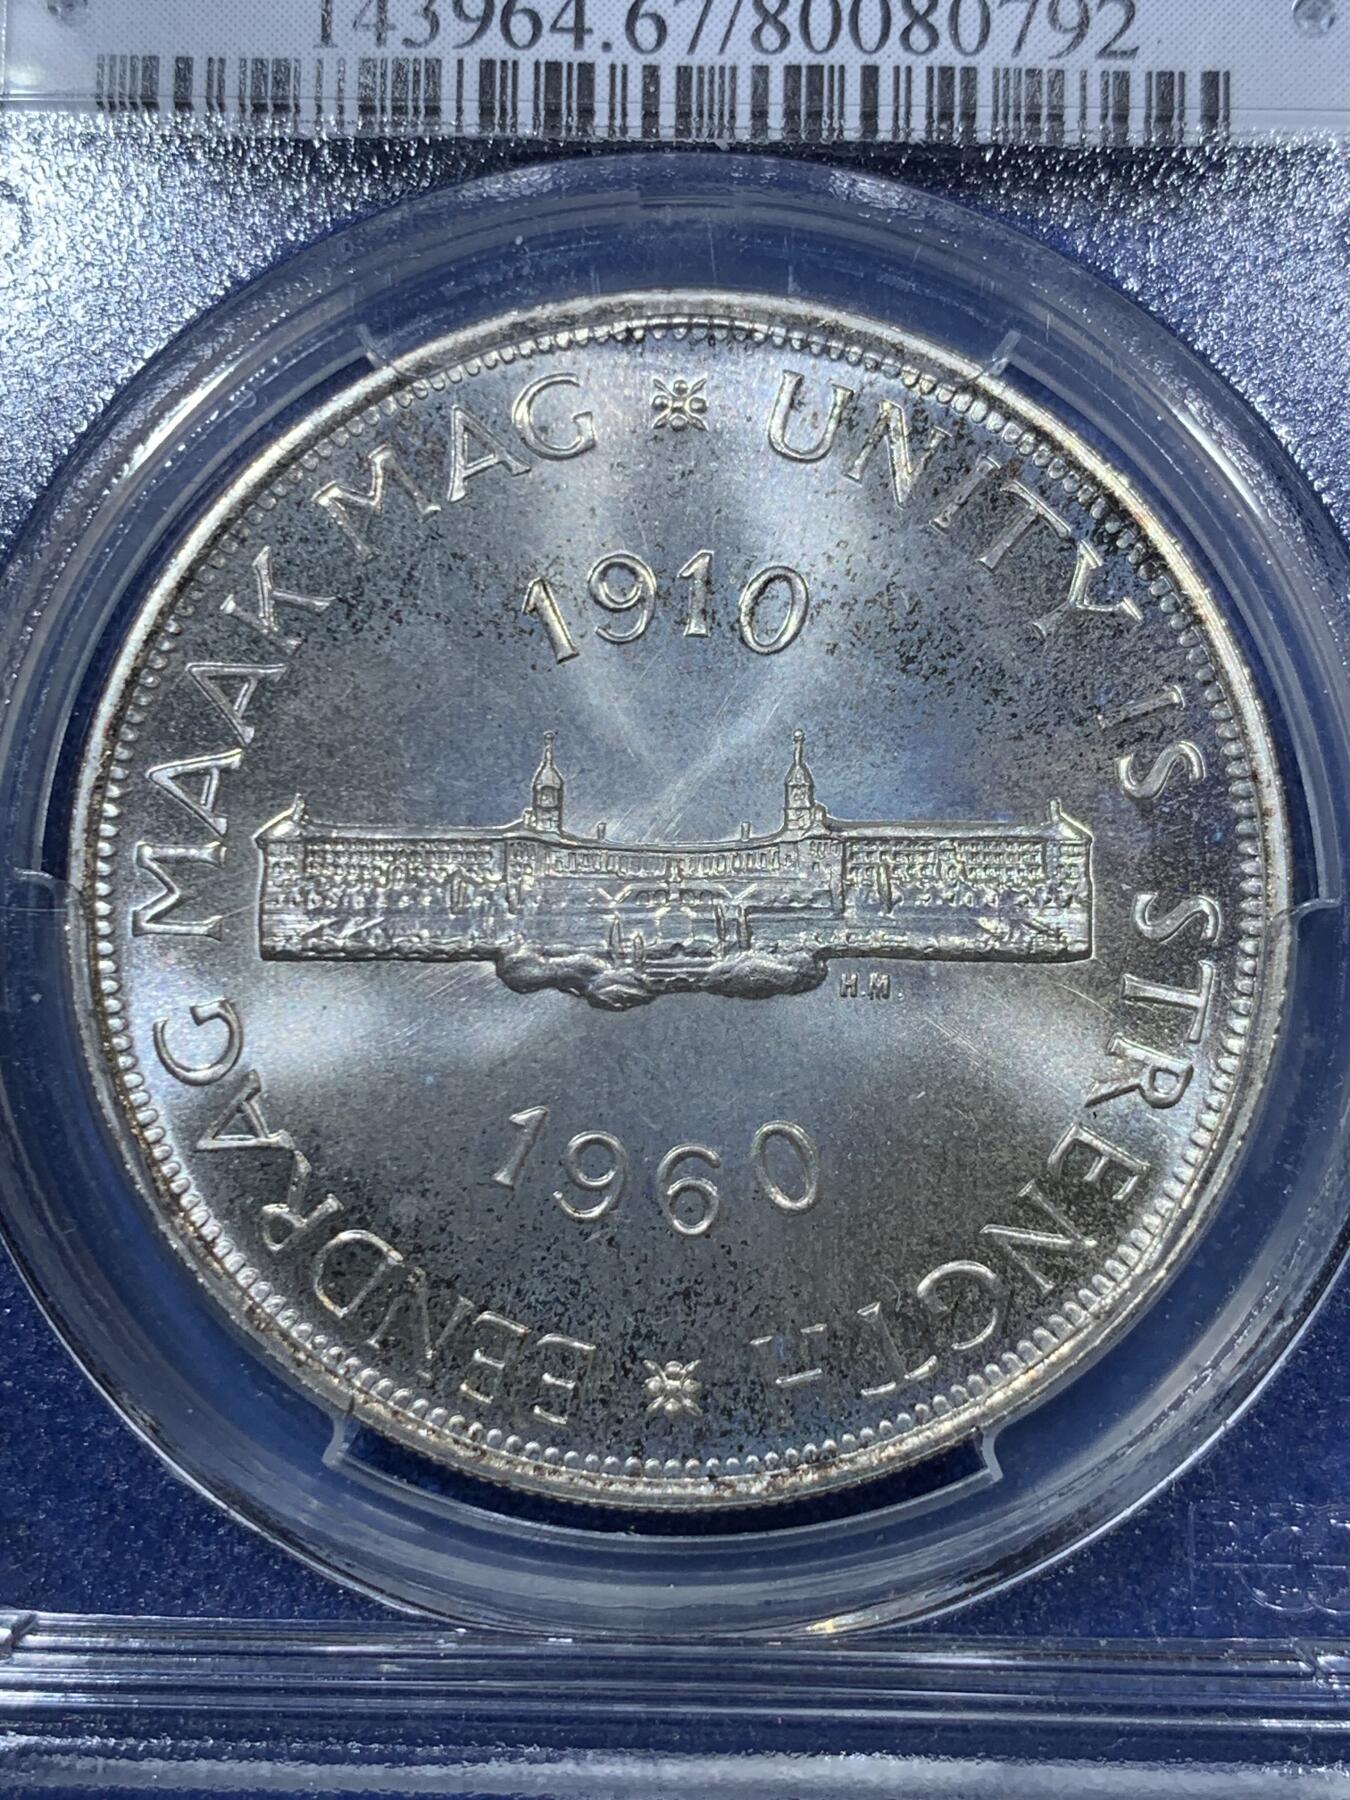 143964.67/80080792
EENDRAG MAAK MAG
UNITY IS STRENGTH
1910
H.M.
1960